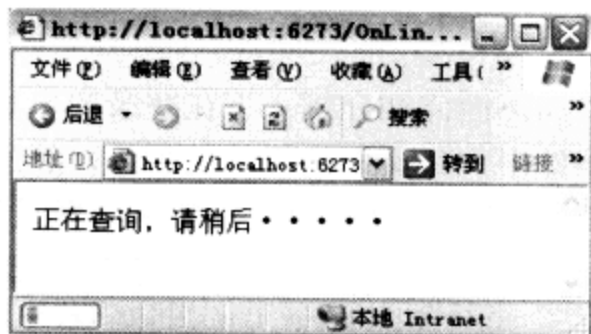 http://localhost:6273/OnLin...
文件(F) 编辑(E) 查看(V) 收藏(A) 工具( »
后退 搜索 »
地址(D) http://localhost:6273 转到 链接 »
正在查询，请稍后·····
本地 Intranet